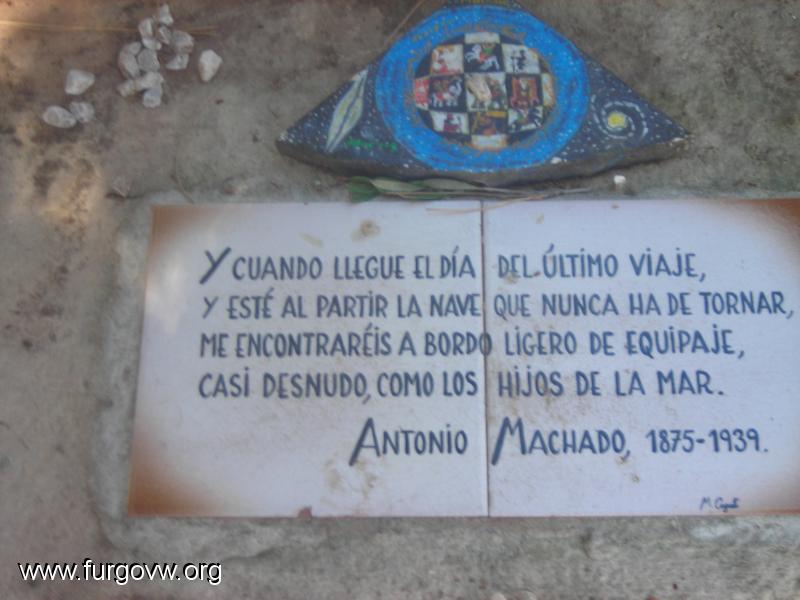 Y CUANDO LLEGUE EL DÍA DEL ÚLTIMO VIAJE,
Y ESTÉ AL PARTIR LA NAVE QUE NUNCA HA DE TORNAR,
ME ENCONTRARÉIS A BORDO LIGERO DE EQUIPAJE,
CASI DESNUDO, COMO LOS HIJOS DE LA MAR.
ANTONIO MACHADO, 1875-1939.
www.furgovw.org